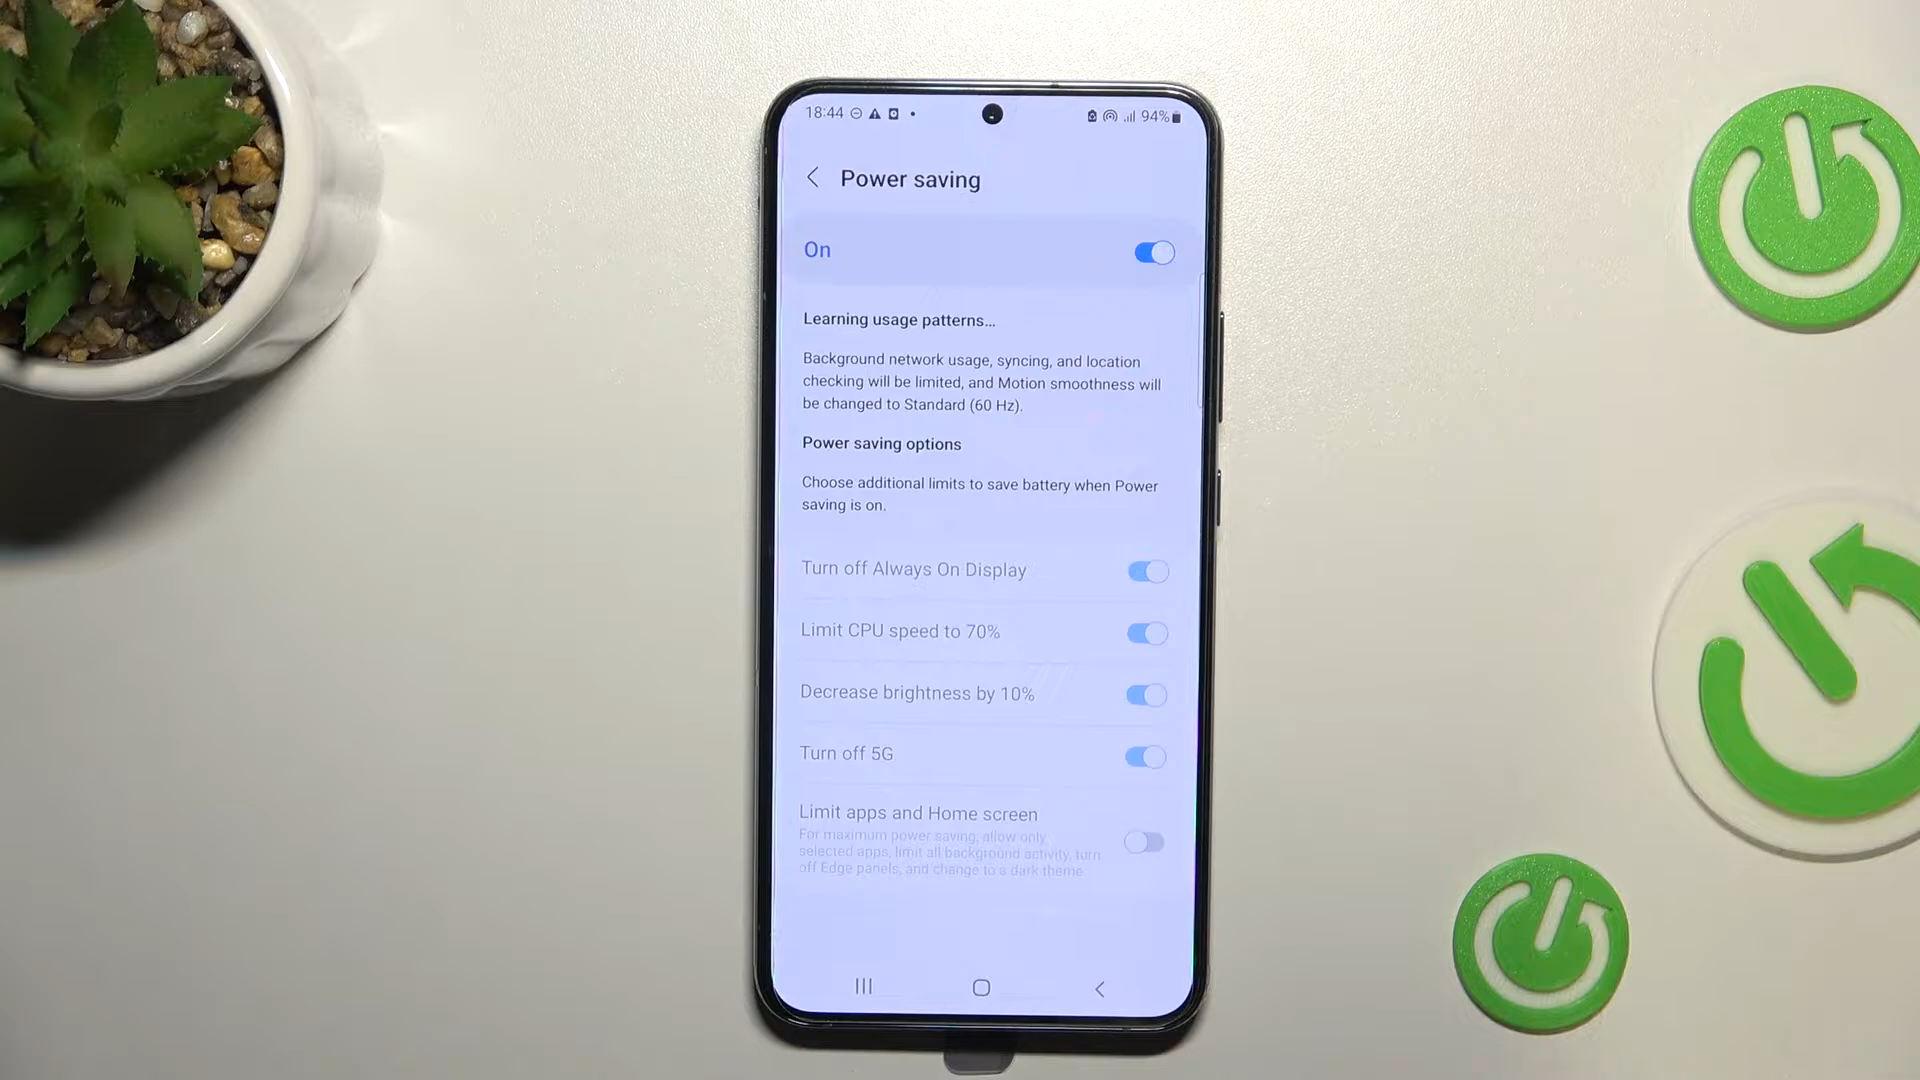 18:44
94%
Power saving
On
Learning usage patterns...
Background network usage, syncing, and location
checking will be limited, and Motion smoothness will
be changed to Standard (60 Hz).
Power saving options
Choose additional limits to save battery when Power
saving is on.
Turn off Always On Display
Limit CPU speed to 70%
Decrease brightness by 10%
Turn off 5G
Limit apps and Home screen
For maximum power saving, allow only
selected apps, limit all background activity, turn
off Edge panels, and change to a dark theme.